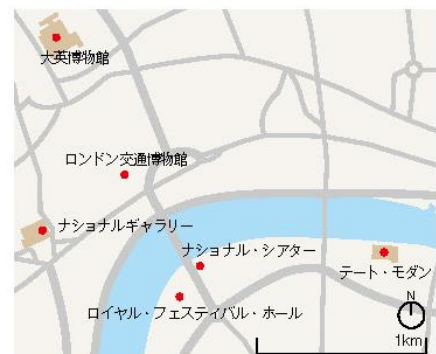 大英博物館
ロンドン交通博物館
ナショナルギャラリー
ナショナル・シアター
テート・モダン
ロイヤル・フェスティバル・ホール
N
1km